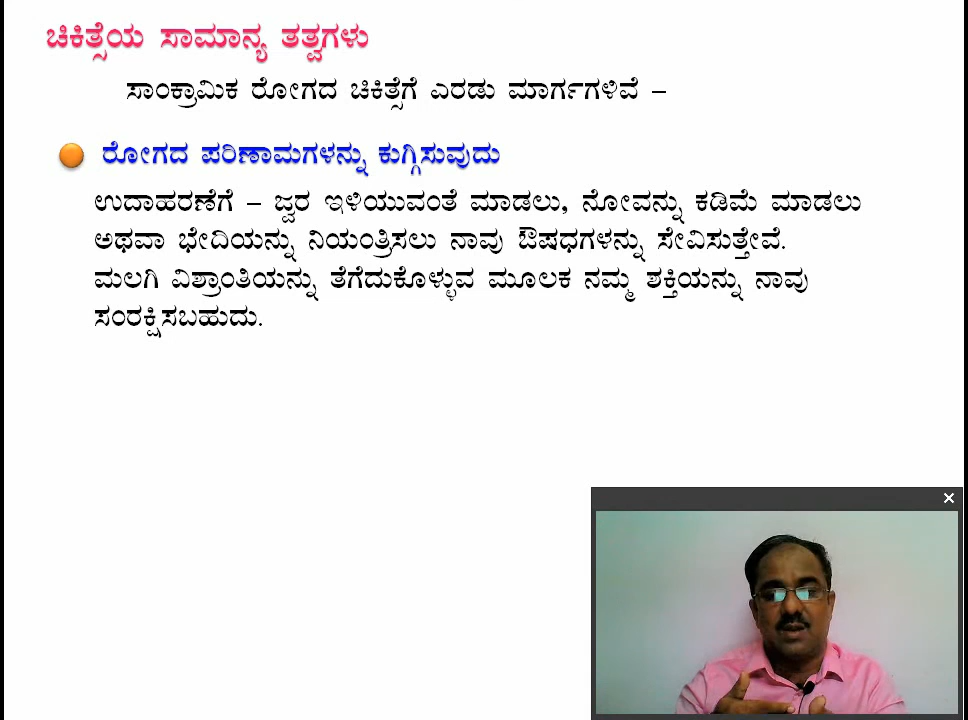 ಚಿಕಿತ್ಸೆಯ ಸಾಮಾನ್ಯ ತತ್ವಗಳು
ಸಾಂಕ್ರಾಮಿಕ ರೋಗದ ಚಿಕಿತ್ಸೆಗೆ ಎರಡು ಮಾರ್ಗಗಳಿವೆ –
ರೋಗದ ಪರಿಣಾಮಗಳನ್ನು ಕುಗ್ಗಿಸುವುದು
ಉದಾಹರಣೆಗೆ – ಜ್ವರ ಇಳಿಯುವಂತೆ ಮಾಡಲು, ನೋವನ್ನು ಕಡಿಮೆ ಮಾಡಲು
ಅಥವಾ ಭೇದಿಯನ್ನು ನಿಯಂತ್ರಿಸಲು ನಾವು ಔಷಧಗಳನ್ನು ಸೇವಿಸುತ್ತೇವೆ.
ಮಲಗಿ ವಿಶ್ರಾಂತಿಯನ್ನು ತೆಗೆದುಕೊಳ್ಳುವ ಮೂಲಕ ನಮ್ಮ ಶಕ್ತಿಯನ್ನು ನಾವು
ಸಂರಕ್ಷಿಸಬಹುದು.